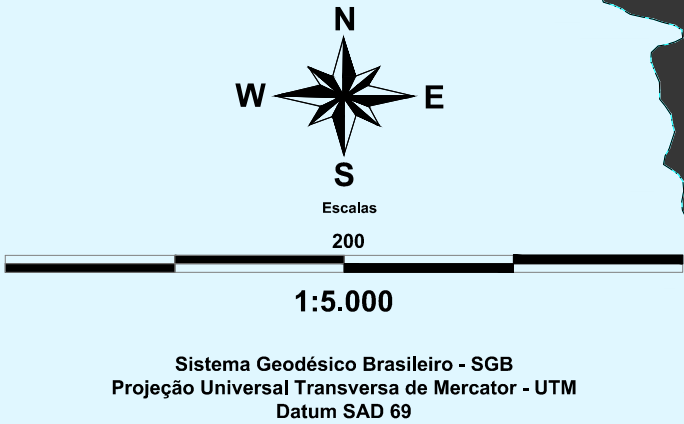 N
W E
S
Escalas
200
1:5.000
Sistema Geodésico Brasileiro - SGB
Projeção Universal Transversa de Mercator - UTM
Datum SAD 69